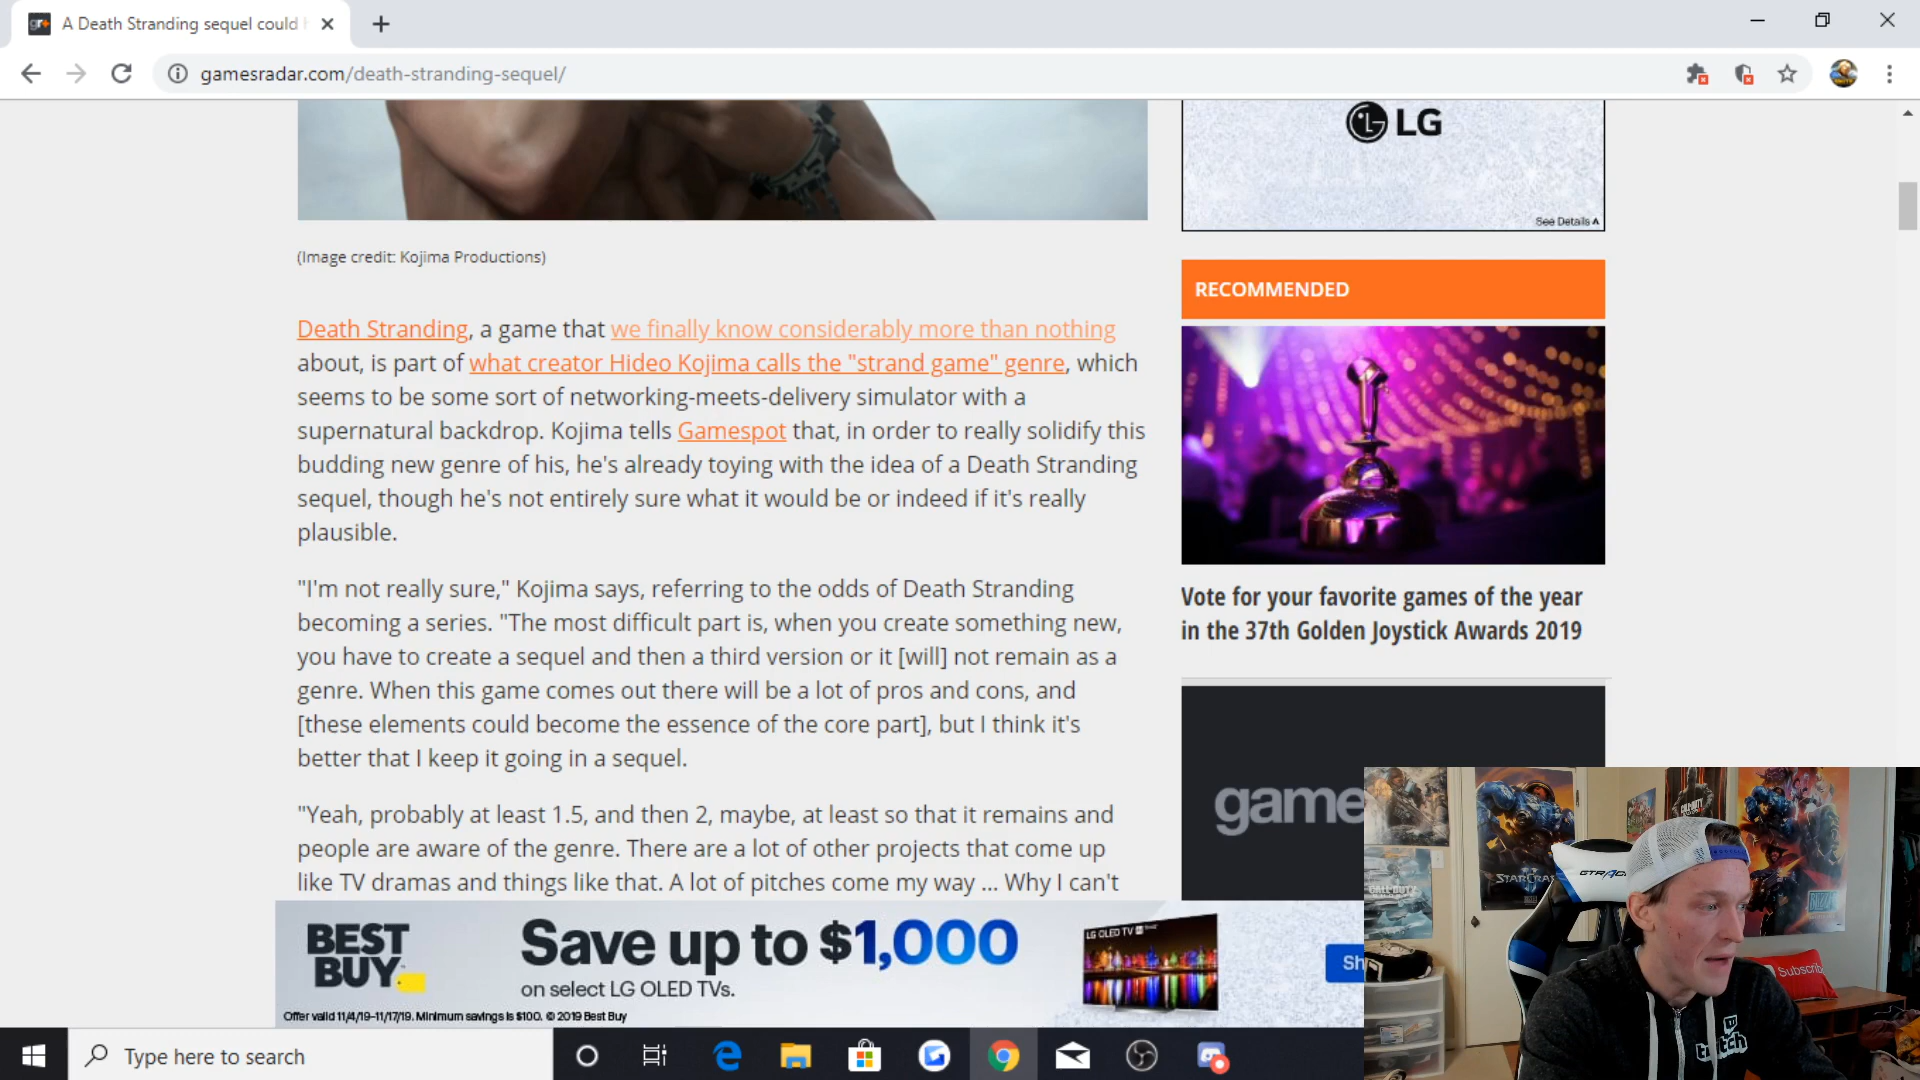 gr+ A Death Stranding sequel could
gamesradar.com/death-stranding-sequel/
LG
See Details
(Image credit: Kojima Productions)
Death Stranding, a game that we finally know considerably more than nothing
about, is part of what creator Hideo Kojima calls the "strand game" genre, which
seems to be some sort of networking-meets-delivery simulator with a
supernatural backdrop. Kojima tells Gamespot that, in order to really solidify this
budding new genre of his, he's already toying with the idea of a Death Stranding
sequel, though he's not entirely sure what it would be or indeed if it's really
plausible.
"I'm not really sure," Kojima says, referring to the odds of Death Stranding
becoming a series. "The most difficult part is, when you create something new,
you have to create a sequel and then a third version or it [will] not remain as a
genre. When this game comes out there will be a lot of pros and cons, and
[these elements could become the essence of the core part], but I think it's
better that I keep it going in a sequel.
"Yeah, probably at least 1.5, and then 2, maybe, at least so that it remains and
people are aware of the genre. There are a lot of other projects that come up
like TV dramas and things like that. A lot of pitches come my way ... Why I can't
RECOMMENDED
Vote for your favorite games of the year
in the 37th Golden Joystick Awards 2019
game
BEST
BUY
Save up to $1,000
on select LG OLED TVs.
Offer valid 11/4/19-11/17/19. Minimum savings is $100. © 2019 Best Buy
LG OLED TV
Sh
STARCRA
CALL OF DUTY
GTRAC
Subscrib
twitch
Type here to search